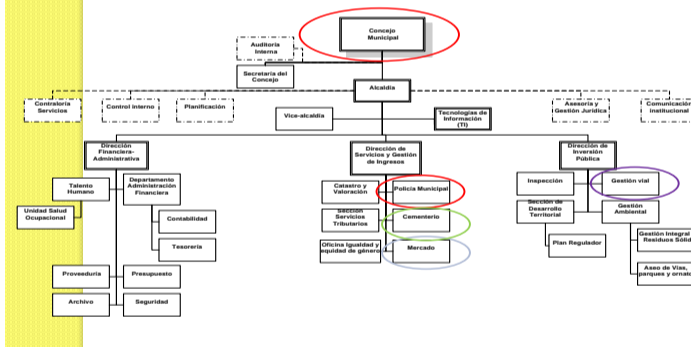 Concejo
Municipal
Auditoría
Interna
Secretaría del
Concejo
Alcaldía
Contraloría
Servicios
Control Interno
Planificación
Vice-alcaldía
Tecnologías de
Información
(TI)
Asesoría y
Gestión Jurídica
Comunicación
Institucional
Dirección
Financiera-
Administrativa
Dirección de
Servicios y Gestión
de Ingresos
Dirección de
Inversión
Pública
Talento
Humano
Departamento
Administración
Financiera
Unidad Salud
Ocupacional
Contabilidad
Tesorería
Proveeduría
Presupuesto
Archivo
Seguridad
Catastro y
Valoración
Policía Municipal
Sección
Servicios
Tributarios
Cementerio
Oficina Igualdad y
equidad de género
Mercado
Inspección
Gestión vial
Sección de
Desarrollo
Territorial
Gestión
Ambiental
Plan Regulador
Gestión Integral
Residuos Sólid
Aseo de Vías,
parques y ornato